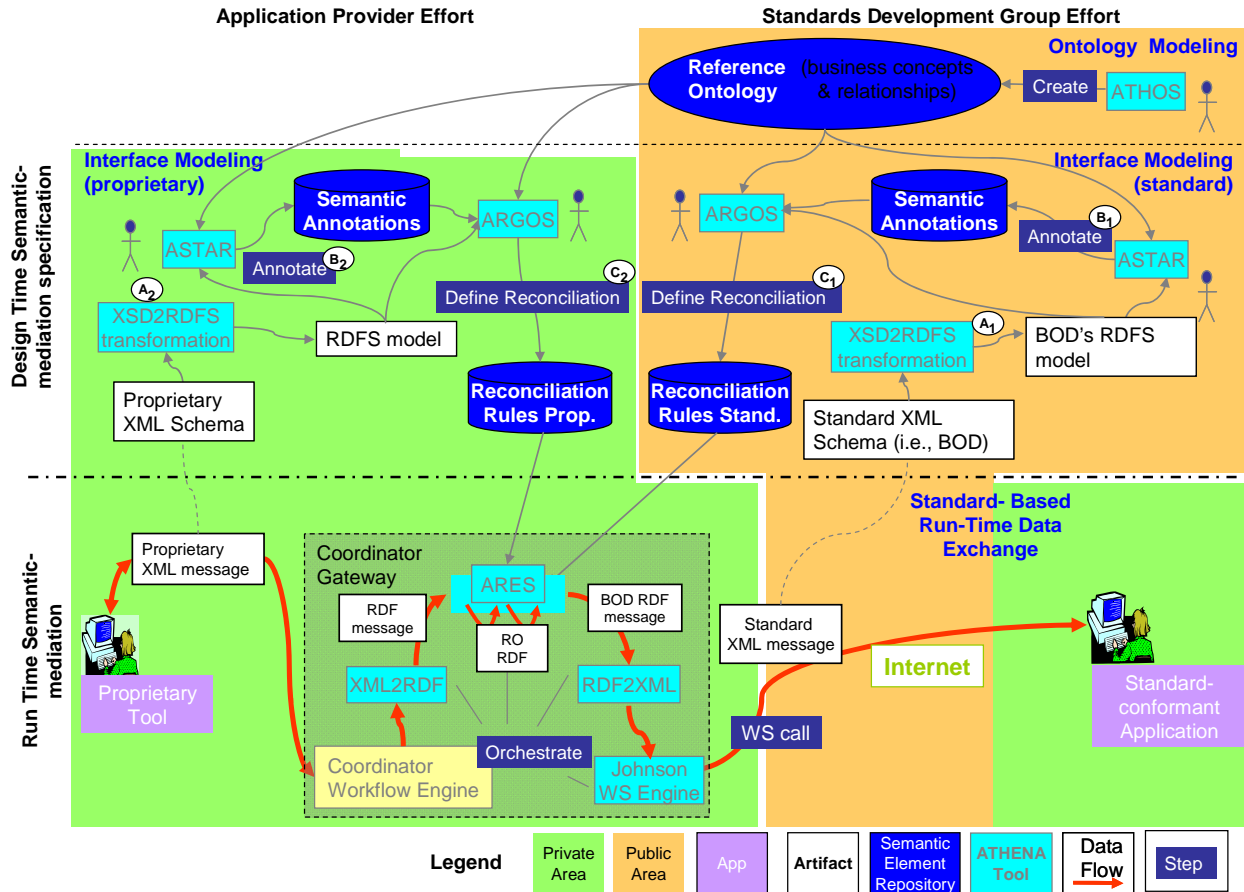 Application Provider Effort
Standards Development Group Effort
Ontology Modeling
Reference
Ontology
(business concepts
& relationships)
Create
ATHOS
Design Time Semantic-
mediation specification
Interface Modeling
(proprietary)
Semantic
Annotations
ARGOS
ASTAR
Annotate
B2
A2
XSD2RDFS
transformation
RDFS model
C2
Define Reconciliation
Proprietary
XML Schema
Reconciliation
Rules Prop.
Interface Modeling
(standard)
ARGOS
Semantic
Annotations
B1
Annotate
ASTAR
C1
Define Reconciliation
XSD2RDFS
transformation
A1
BOD's RDFS
model
Reconciliation
Rules Stand.
Standard XML
Schema (i.e., BOD)
Run Time Semantic-
mediation
Proprietary
XML message
Proprietary
Tool
Coordinator
Gateway
ARES
RDF
message
RO
RDF
BOD RDF
message
XML2RDF
RDF2XML
Orchestrate
Coordinator
Workflow Engine
Johnson
WS Engine
Standard- Based
Run-Time Data
Exchange
Standard
XML message
Internet
WS call
Standard-
conformant
Application
Legend
Private
Area
Public
Area
App
Artifact
Semantic
Element
Repository
ATHENA
Tool
Data
Flow
Step